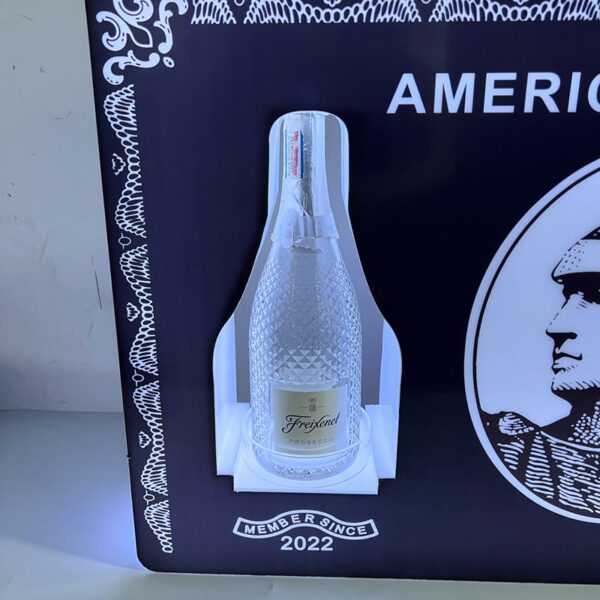 AMERIC
Freixenet
PROSECCO
MEMBER SINCE
2022